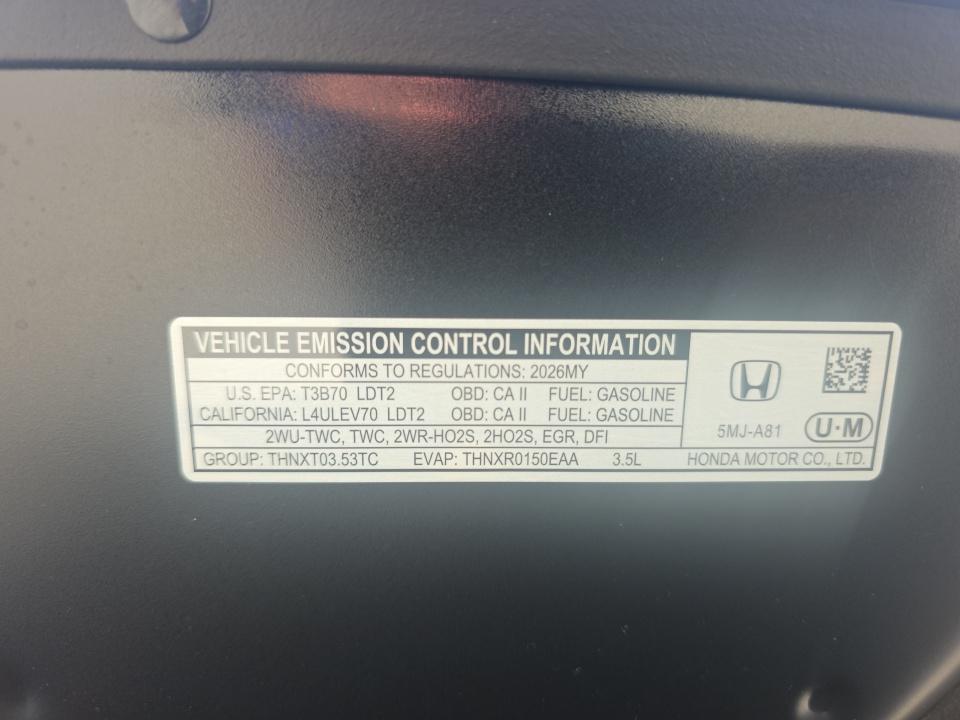 VEHICLE EMISSION CONTROL INFORMATION
CONFORMS TO REGULATIONS: 2026MY
U.S. EPA: T3B70 LDT2 OBD: CA II FUEL: GASOLINE
CALIFORNIA: L4ULEV70 LDT2 OBD: CA II FUEL: GASOLINE
2WU-TWC, TWC, 2WR-HO2S, 2HO2S, EGR, DFI
GROUP: THNXT03.53TC EVAP: THNXR0150EAA 3.5L
5MJ-A81 U·M
HONDA MOTOR CO., LTD.